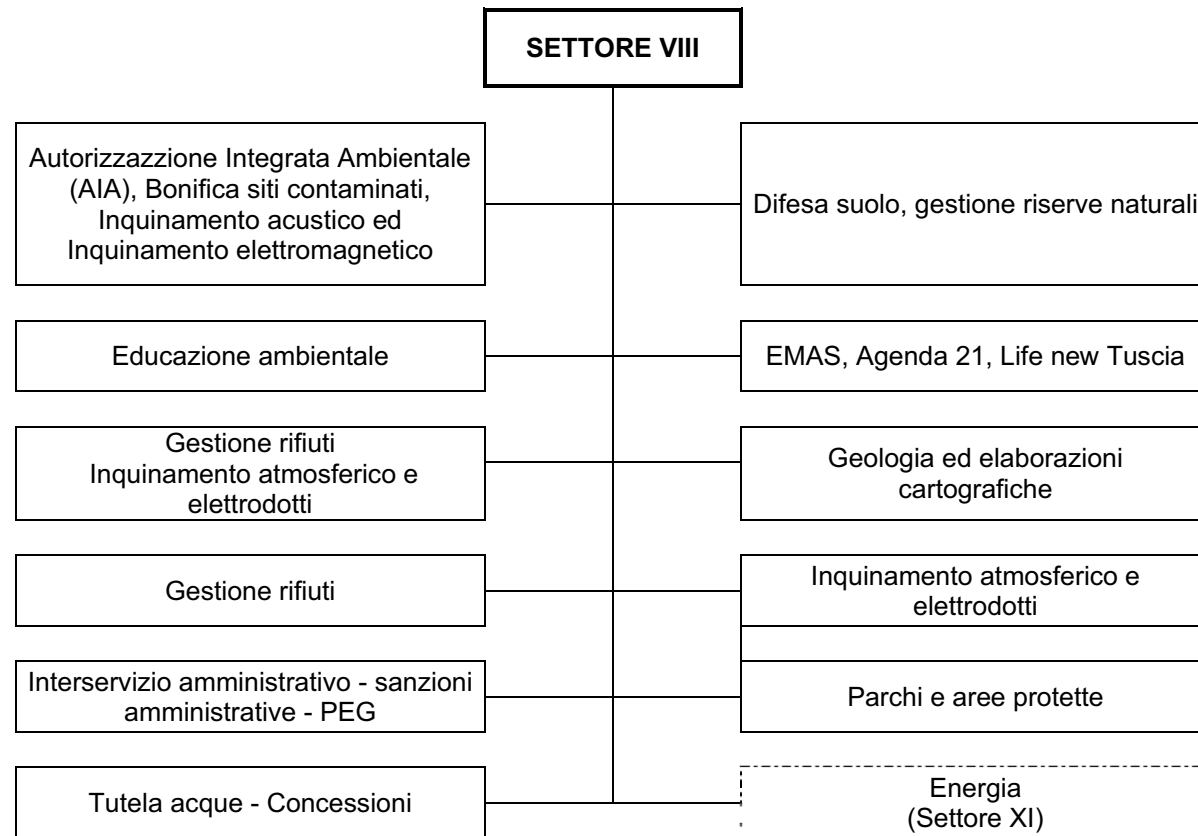 SETTORE VIII
Autorizzazzione Integrata Ambientale
(AIA), Bonifica siti contaminati,
Inquinamento acustico ed
Inquinamento elettromagnetico
Difesa suolo, gestione riserve naturali
Educazione ambientale
EMAS, Agenda 21, Life new Tuscia
Gestione rifiuti
Inquinamento atmosferico e
elettrodotti
Geologia ed elaborazioni
cartografiche
Gestione rifiuti
Inquinamento atmosferico e
elettrodotti
Interservizio amministrativo - sanzioni
amministrative - PEG
Parchi e aree protette
Tutela acque - Concessioni
Energia
(Settore XI)